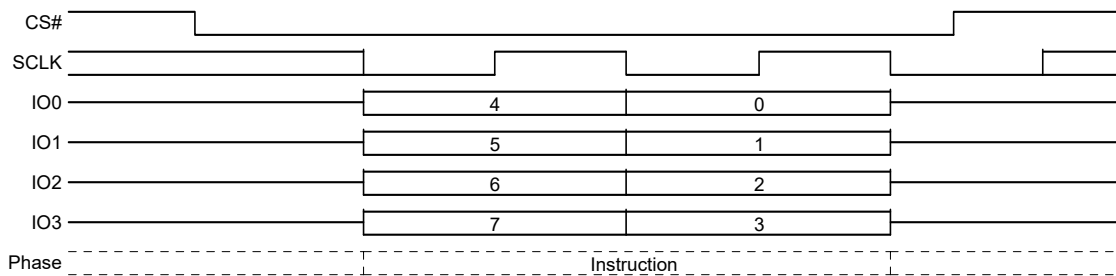 CS#
SCLK
IO0 4 0
IO1 5 1
IO2 6 2
IO3 7 3
Phase Instruction